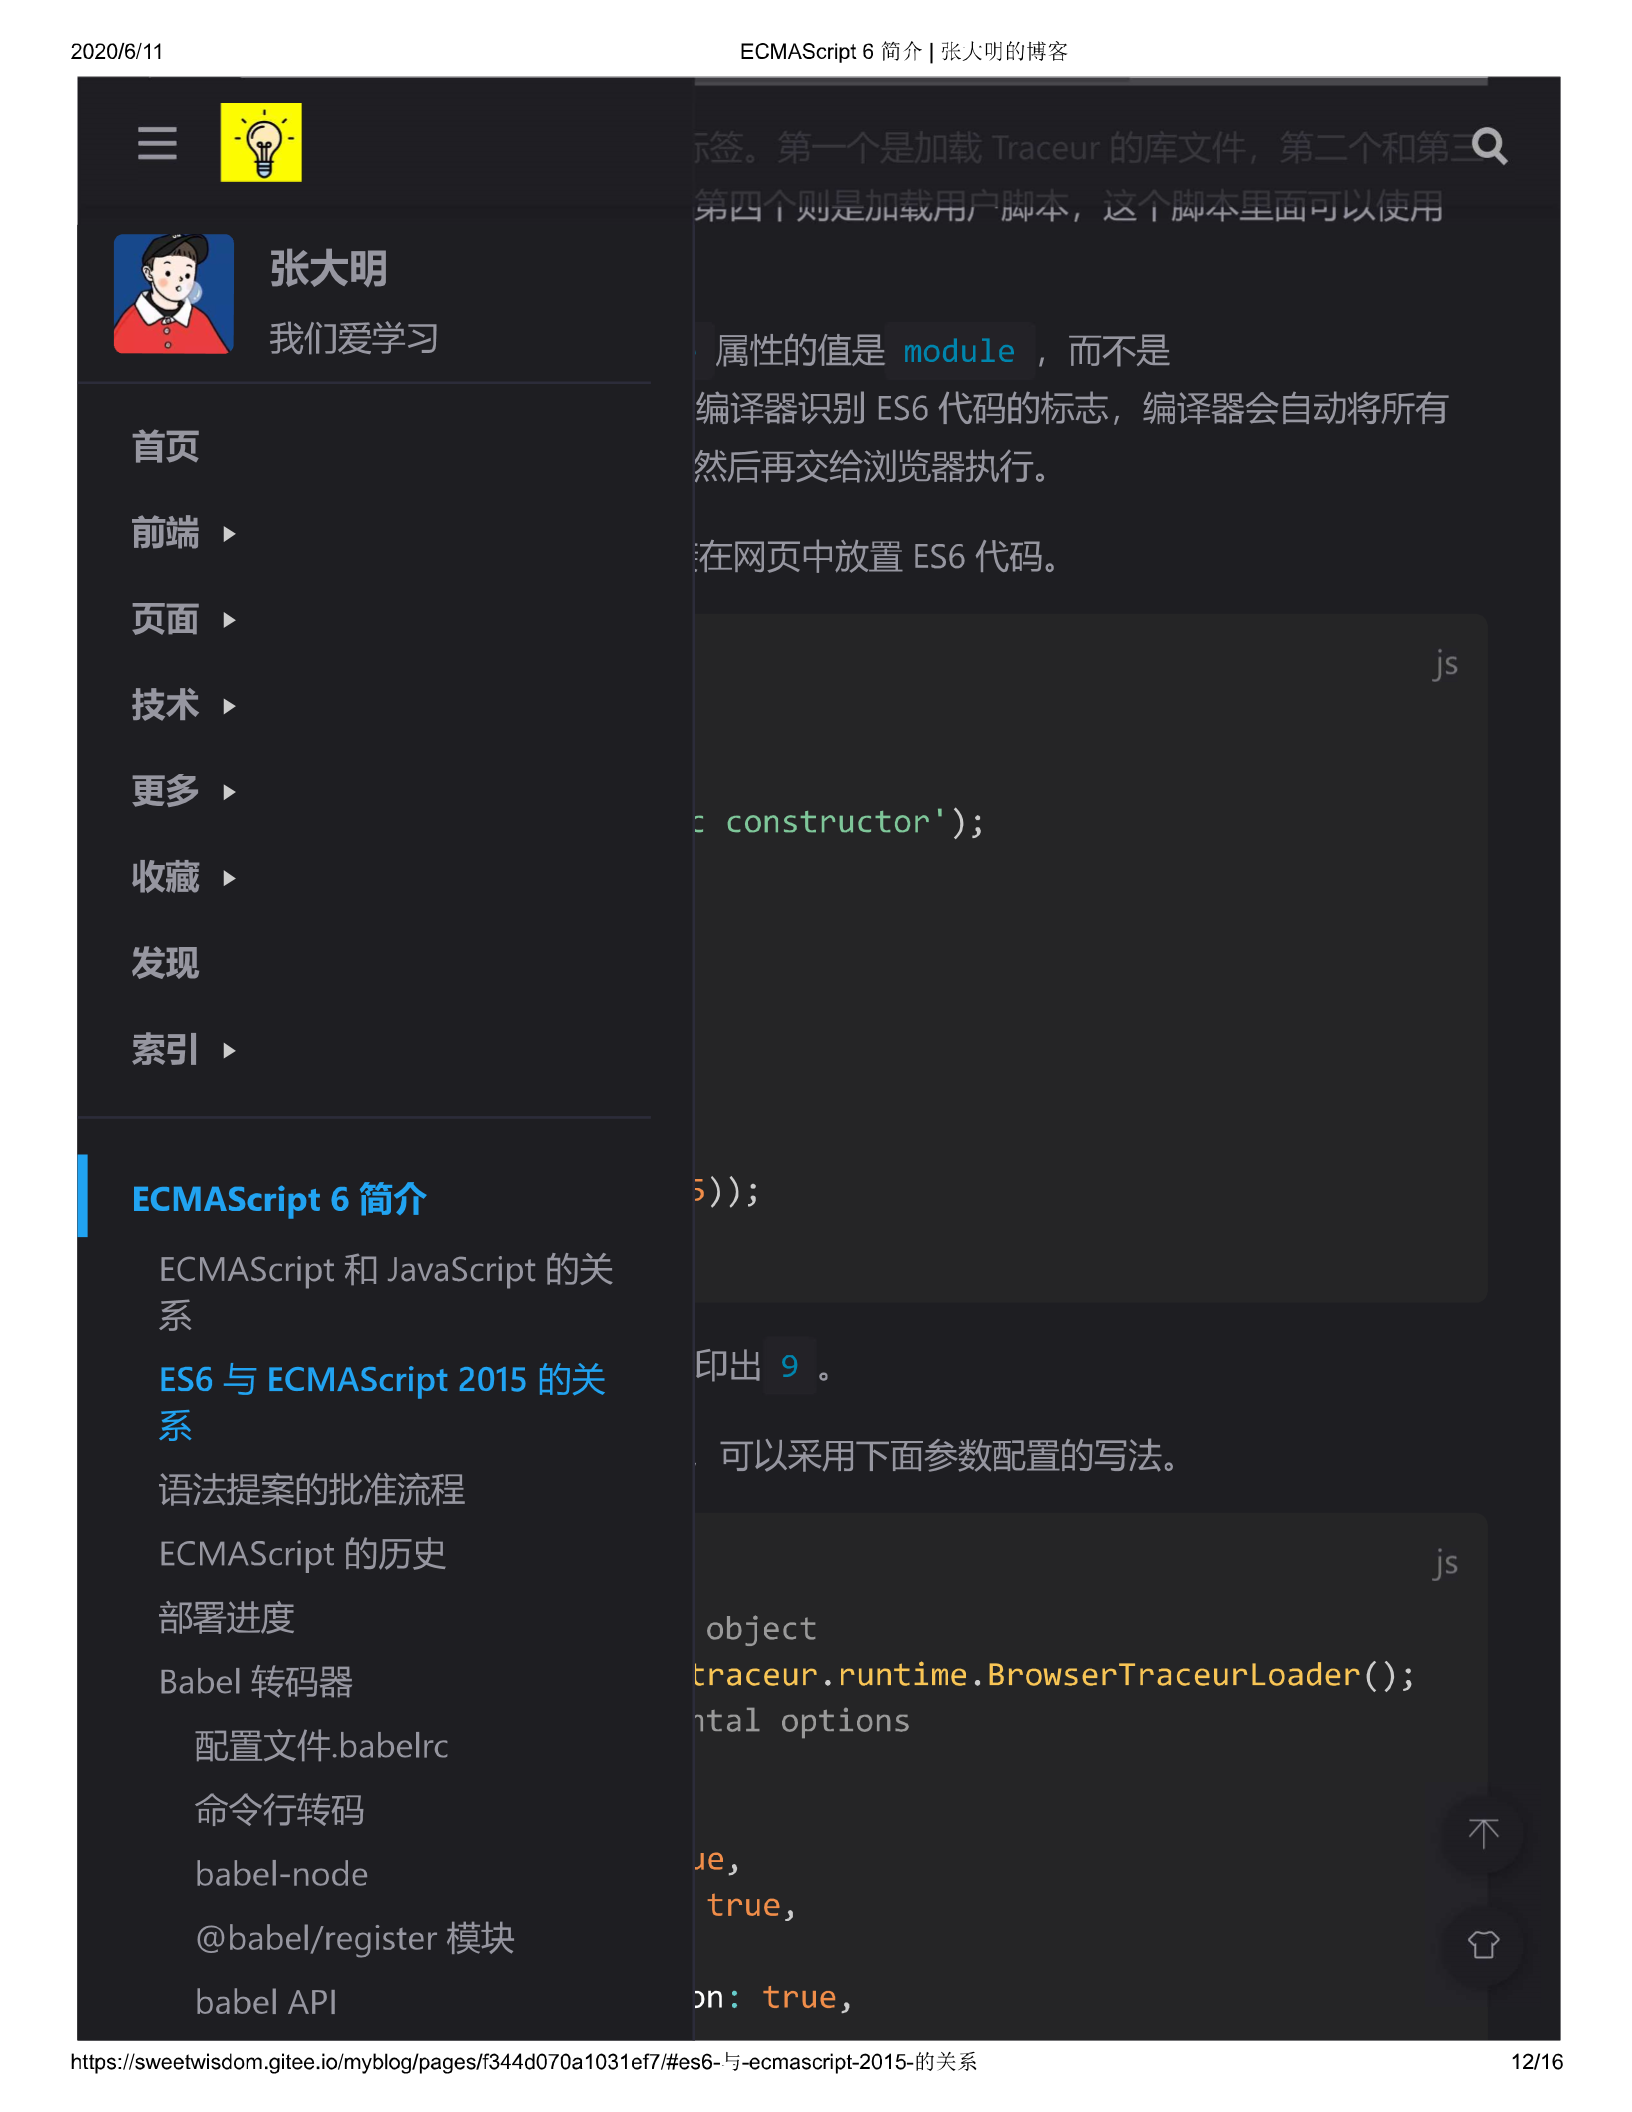 2020/6/11
ECMAScript 6 简介 | 张大明的博客
标签。第一个是加载 Traceur 的库文件，第二个和第三
第四个则是加载用户脚本，这个脚本里面可以使用
张大明
我们爱学习
属性的值是 module ，而不是
编译器识别 ES6 代码的标志，编译器会自动将所有
然后再交给浏览器执行。
在网页中放置 ES6 代码。
首页
前端
页面
技术
更多
收藏
发现
索引
js
c constructor');
5));
印出 9 。
，可以采用下面参数配置的写法。
ECMAScript 6 简介
ECMAScript 和 JavaScript 的关
系
ES6 与 ECMAScript 2015 的关
系
语法提案的批准流程
ECMAScript 的历史
部署进度
Babel 转码器
配置文件.babelrc
命令行转码
babel-node
@babel/register 模块
babel API
js
object
traceur.runtime.BrowserTraceurLoader();
ntal options
ue,
true,
on: true,
https://sweetwisdom.gitee.io/myblog/pages/f344d070a1031ef7/#es6-与-ecmascript-2015-的关系
12/16